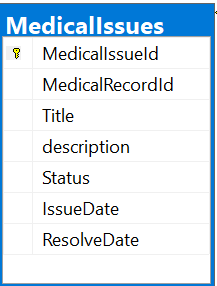 MedicalIssues
MedicalIssueId
MedicalRecordId
Title
description
Status
IssueDate
ResolveDate